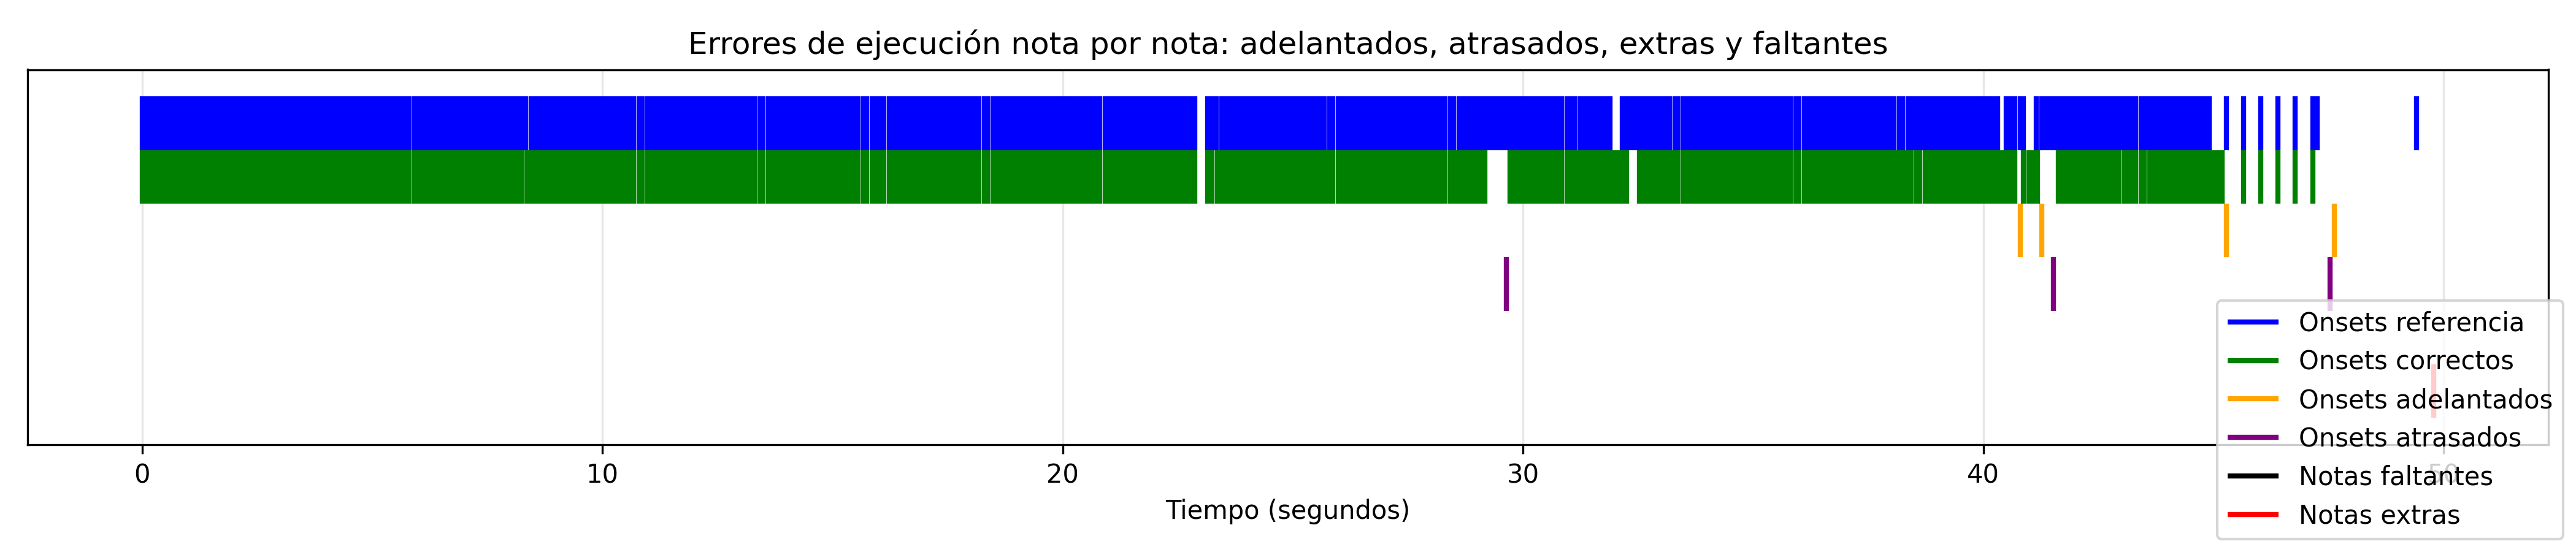 Errores de ejecución nota por nota: adelantados, atrasados, extras y faltantes
Onsets referencia
Onsets correctos
Onsets adelantados
Onsets atrasados
Notas faltantes
Notas extras
0 10 20 30 40 50
Tiempo (segundos)